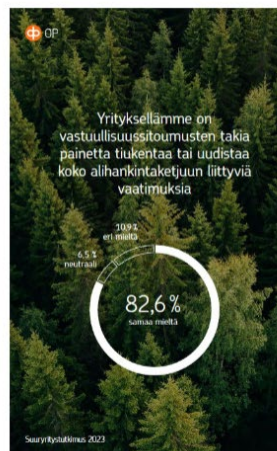 OP
Yrityksellämme on
vastuullisuussitoumusten takia
painetta tiukentaa tai uudistaa
koko alihankintaketjuun liittyviä
vaatimuksia
10,9 %
eri mieltä
6,5 %
neutraali
82,6 %
samaa mieltä
Suuryritystutkimus 2023